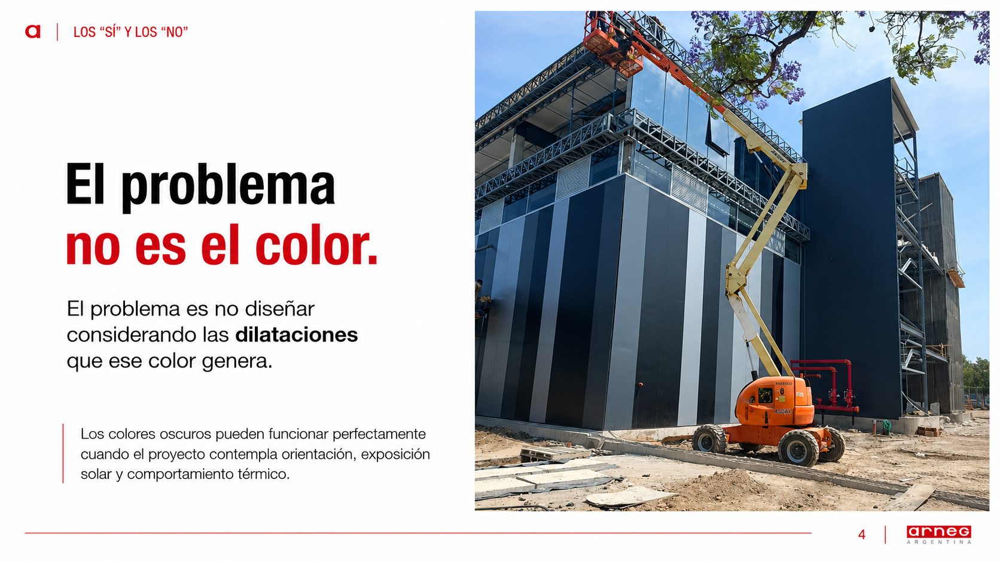 a
LOS “SÍ” Y LOS “NO”
El problema
no es el color.
El problema es no diseñar
considerando las dilataciones
que ese color genera.
Los colores oscuros pueden funcionar perfectamente
cuando el proyecto contempla orientación, exposición
solar y comportamiento térmico.
450AJ
4
arneg
ARGENTINA